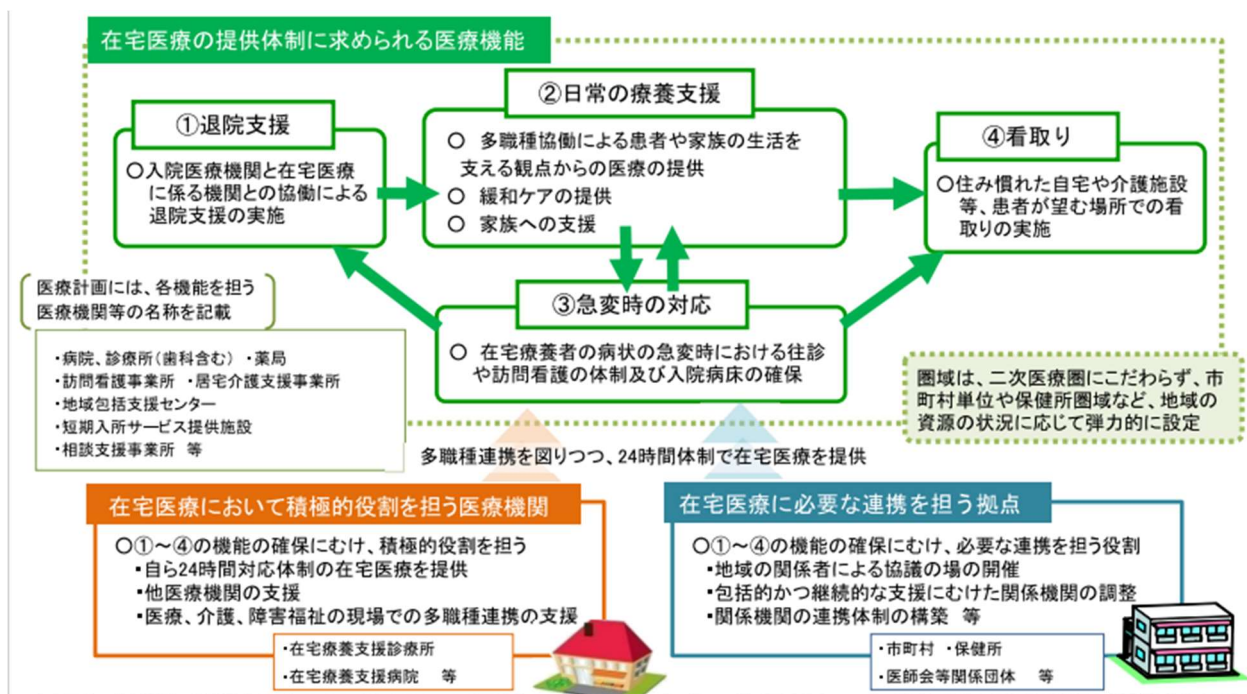 在宅医療の提供体制に求められる医療機能
①退院支援
○入院医療機関と在宅医療
に係る機関との協働による
退院支援の実施
②日常の療養支援
○ 多職種協働による患者や家族の生活を
支える観点からの医療の提供
○ 緩和ケアの提供
○ 家族への支援
④看取り
○住み慣れた自宅や介護施設
等、患者が望む場所での看
取りの実施
③急変時の対応
○ 在宅療養者の病状の急変時における往診
や訪問看護の体制及び入院病床の確保
医療計画には、各機能を担う
医療機関等の名称を記載
・病院、診療所(歯科含む) ・薬局
・訪問看護事業所 ・居宅介護支援事業所
・地域包括支援センター
・短期入所サービス提供施設
・相談支援事業所 等
圏域は、二次医療圏にこだわらず、市
町村単位や保健所圏域など、地域の
資源の状況に応じて弾力的に設定
多職種連携を図りつつ、24時間体制で在宅医療を提供
在宅医療において積極的役割を担う医療機関
○①~④の機能の確保にむけ、積極的役割を担う
・自ら24時間対応体制の在宅医療を提供
・他医療機関の支援
・医療、介護、障害福祉の現場での多職種連携の支援
・在宅療養支援診療所
・在宅療養支援病院 等
在宅医療に必要な連携を担う拠点
○①~④の機能の確保にむけ、必要な連携を担う役割
・地域の関係者による協議の場の開催
・包括的かつ継続的な支援にむけた関係機関の調整
・関係機関の連携体制の構築 等
・市町村 ・保健所
・医師会等関係団体 等